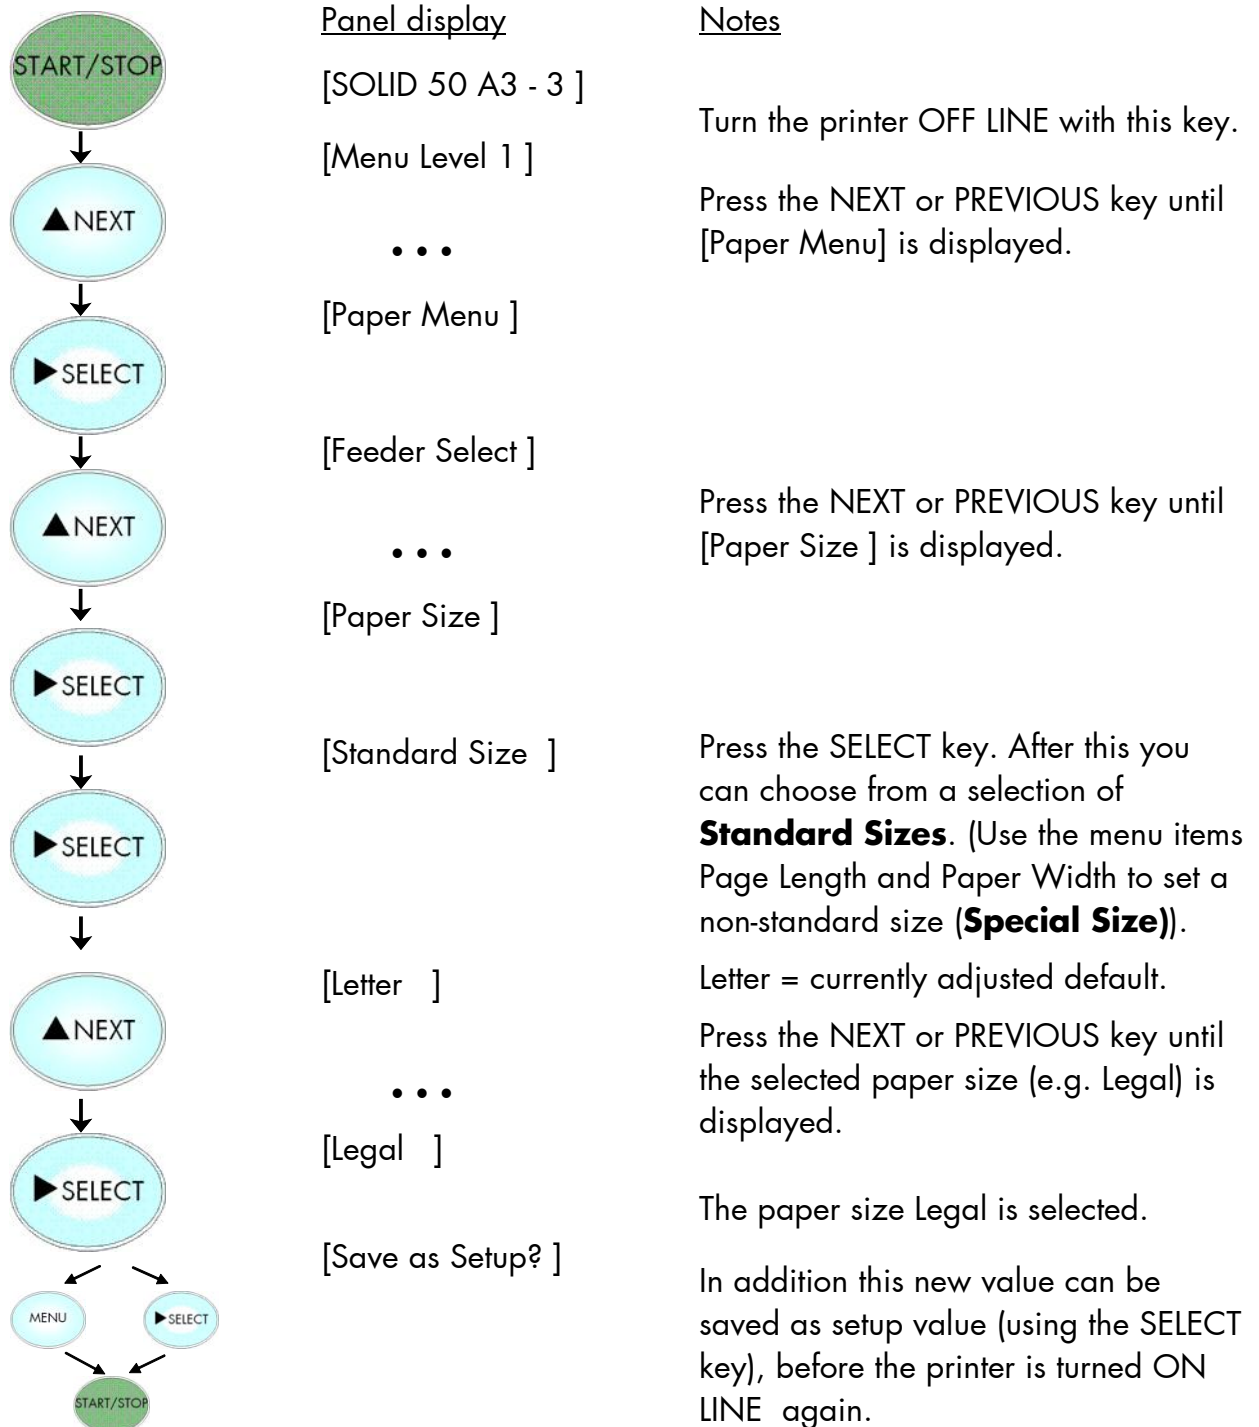 Panel display
Notes
START/STOP
[SOLID 50 A3 - 3 ]
Turn the printer OFF LINE with this key.
[Menu Level 1 ]
▲NEXT
Press the NEXT or PREVIOUS key until
[Paper Menu] is displayed.
• • •
[Paper Menu ]
▶SELECT
[Feeder Select ]
▲NEXT
Press the NEXT or PREVIOUS key until
[Paper Size ] is displayed.
• • •
[Paper Size ]
▶SELECT
[Standard Size  ]
Press the SELECT key. After this you
can choose from a selection of
Standard Sizes. (Use the menu items
Page Length and Paper Width to set a
non-standard size (Special Size)).
▶SELECT
[Letter   ]
Letter = currently adjusted default.
▲NEXT
Press the NEXT or PREVIOUS key until
the selected paper size (e.g. Legal) is
displayed.
• • •
[Legal   ]
▶SELECT
The paper size Legal is selected.
[Save as Setup? ]
In addition this new value can be
saved as setup value (using the SELECT
key), before the printer is turned ON
LINE  again.
MENU
▶SELECT
START/STOP